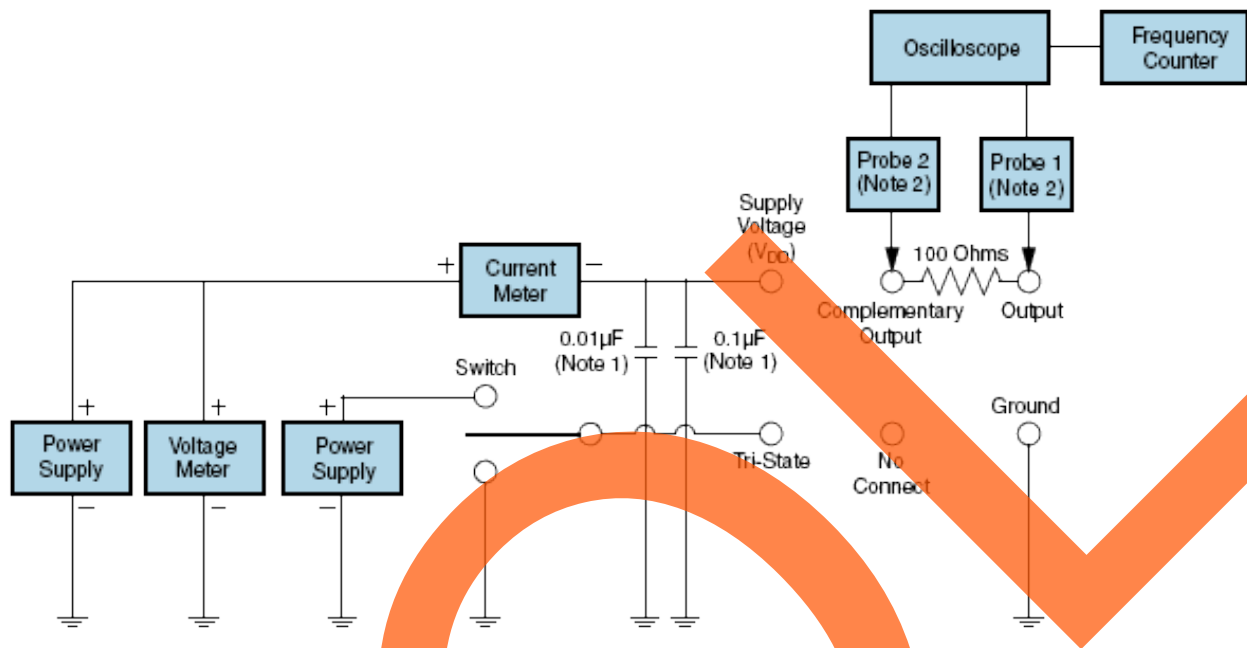 Oscilloscope
Frequency
Counter
Probe 2
(Note 2)
Probe 1
(Note 2)
Supply
Voltage
(VDD)
100 Ohms
+
Current
Meter
−
Complementary
Output
Output
0.01µF
(Note 1)
0.1µF
(Note 1)
Switch
Ground
+
Power
Supply
−
+
Voltage
Meter
−
+
Power
Supply
−
Tri-State
No
Connect